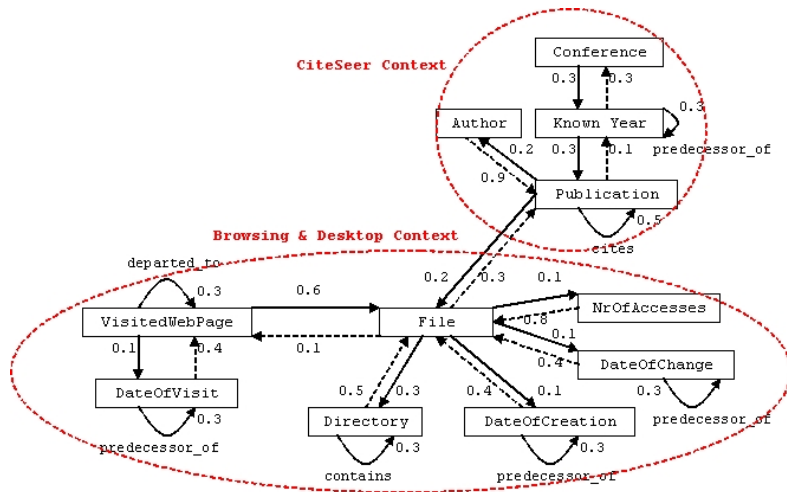 Conference
CiteSeer Context
0.3
0.3
0.3
Author
Known Year
0.2
0.3
0.1
predecessor_of
0.9
Publication
0.5
Browsing & Desktop Context
cites
departed_to
0.2
0.3
0.1
0.3
0.6
NrOfAccesses
VisitedWebPage
File
0.8
0.1
0.1
0.4
0.1
0.4
DateOfChange
DateOfVisit
0.5
0.3
0.4
0.1
0.3
0.3
predecessor_of
Directory
DateOfCreation
predecessor_of
0.3
0.3
contains
predecessor_of